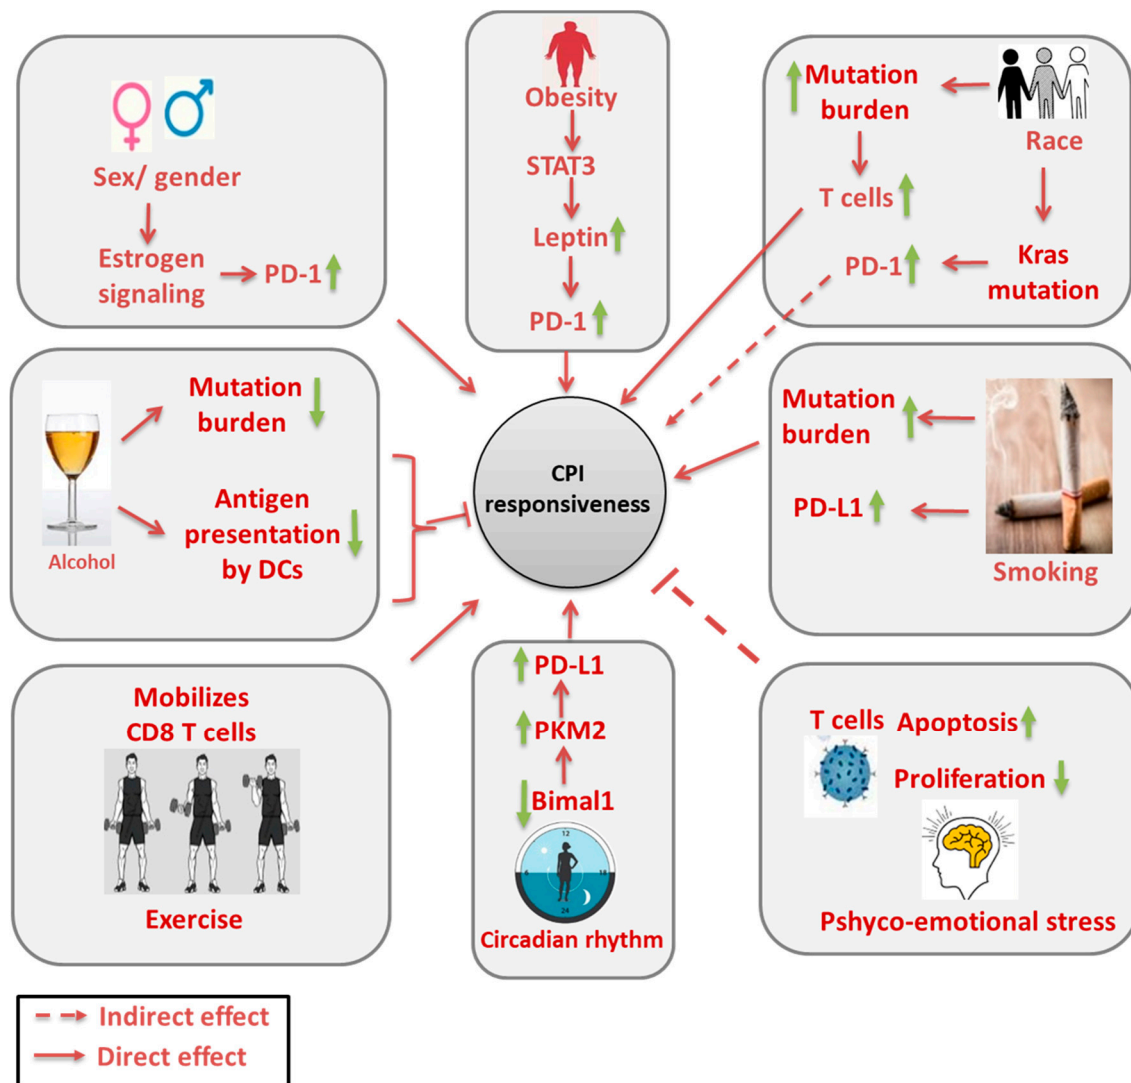 Sex/ gender
Estrogen
signaling
PD-1
Obesity
STAT3
Leptin
PD-1
Mutation
burden
Race
T cells
PD-1
Kras
mutation
Mutation
burden
Antigen
presentation
by DCs
Alcohol
CPI
responsiveness
Mutation
burden
PD-L1
Smoking
Mobilizes
CD8 T cells
Exercise
PD-L1
PKM2
Bimal1
12
6
18
24
Circadian rhythm
T cells
Apoptosis
Proliferation
Pshyco-emotional stress
Indirect effect
Direct effect